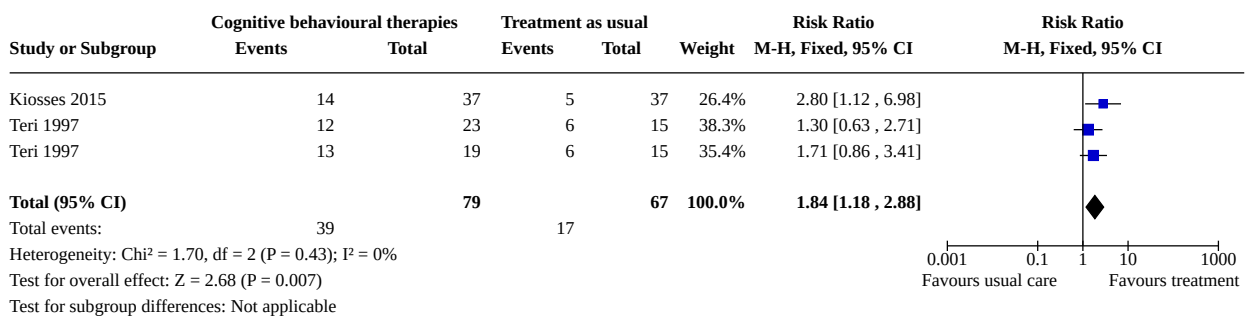 Cognitive behavioural therapies Treatment as usual Risk Ratio Risk Ratio
Study or Subgroup Events Total Events Total Weight M-H, Fixed, 95% CI M-H, Fixed, 95% CI
Kiosses 2015 14 37 5 37 26.4% 2.80 [1.12 , 6.98]
Teri 1997 12 23 6 15 38.3% 1.30 [0.63 , 2.71]
Teri 1997 13 19 6 15 35.4% 1.71 [0.86 , 3.41]
Total (95% CI) 79 67 100.0% 1.84 [1.18 , 2.88]
Total events: 39 17
Heterogeneity: Chi² = 1.70, df = 2 (P = 0.43); I² = 0%
0.001 0.1 1 10 1000
Test for overall effect: Z = 2.68 (P = 0.007)
Favours usual care Favours treatment
Test for subgroup differences: Not applicable